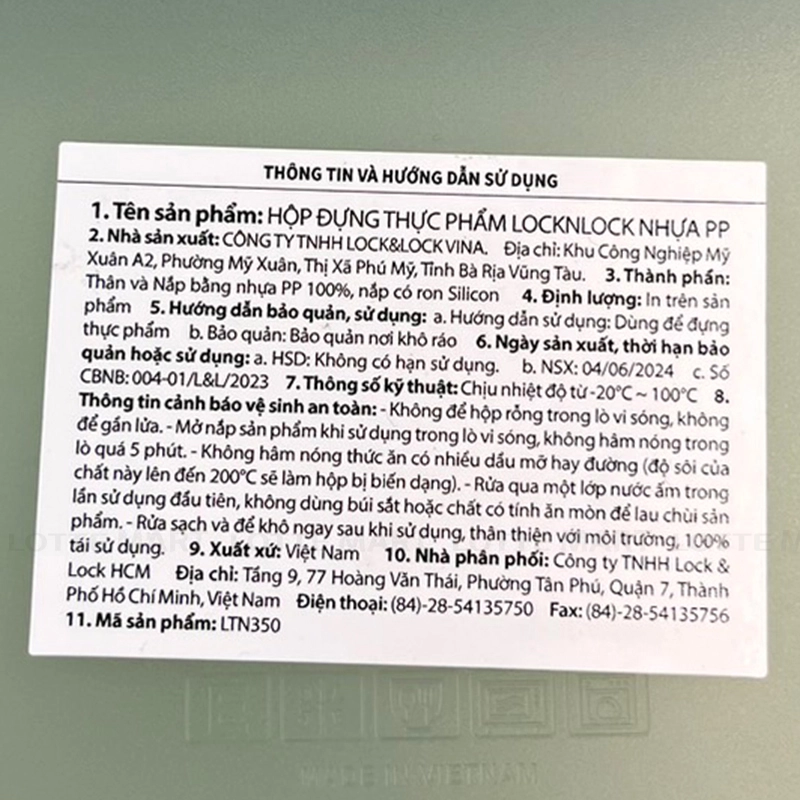 THÔNG TIN VÀ HƯỚNG DẪN SỬ DỤNG
1. Tên sản phẩm: HỘP ĐỰNG THỰC PHẨM LOCKNLOCK NHỰA PP
2. Nhà sản xuất: CÔNG TY TNHH LOCK&LOCK VINA. Địa chỉ: Khu Công Nghiệp Mỹ
Xuân A2, Phường Mỹ Xuân, Thị Xã Phú Mỹ, Tỉnh Bà Rịa Vũng Tàu. 3. Thành phần:
Thân và Nắp bằng nhựa PP 100%, nắp có ron Silicon 4. Định lượng: In trên sản
phẩm 5. Hướng dẫn bảo quản, sử dụng: a. Hướng dẫn sử dụng: Dùng để đựng
thực phẩm b. Bảo quản: Bảo quản nơi khô ráo 6. Ngày sản xuất, thời hạn bảo
quản hoặc sử dụng: a. HSD: Không có hạn sử dụng. b. NSX: 04/06/2024 c. Số
CBNB: 004-01/L&L/2023 7. Thông số kỹ thuật: Chịu nhiệt độ từ -20°C ~ 100°C 8.
Thông tin cảnh báo vệ sinh an toàn: - Không để hộp rỗng trong lò vi sóng, không
để gần lửa. - Mở nắp sản phẩm khi sử dụng trong lò vi sóng, không hâm nóng trong
lò quá 5 phút. - Không hâm nóng thức ăn có nhiều dầu mỡ hay đường (độ sôi của
chất này lên đến 200°C sẽ làm hộp bị biến dạng). - Rửa qua một lớp nước ấm trong
lần sử dụng đầu tiên, không dùng búi sắt hoặc chất có tính ăn mòn để lau chùi sản
phẩm. - Rửa sạch và để khô ngay sau khi sử dụng, thân thiện với môi trường, 100%
tái sử dụng. 9. Xuất xứ: Việt Nam 10. Nhà phân phối: Công ty TNHH Lock &
Lock HCM Địa chỉ: Tầng 9, 77 Hoàng Văn Thái, Phường Tân Phú, Quận 7, Thành
Phố Hồ Chí Minh, Việt Nam Điện thoại: (84)-28-54135750 Fax: (84)-28-54135756
11. Mã sản phẩm: LTN350
MADE IN VIETNAM